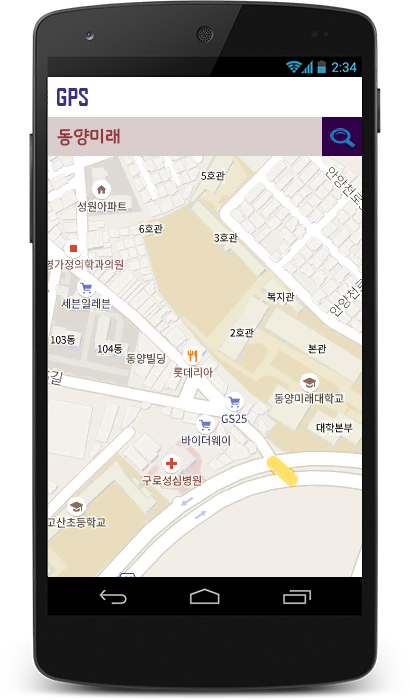 2:34
GPS
동양미래
5호관
안양천로
성원아파트
6호관
3호관
명가정의학과의원
세븐일레븐
복지관
안양천로
103동
104동
동양빌딩
2호관
본관
롯데리아
길
동양미래대학교
GS25
바이더웨이
대학본부
구로성심병원
고산초등학교